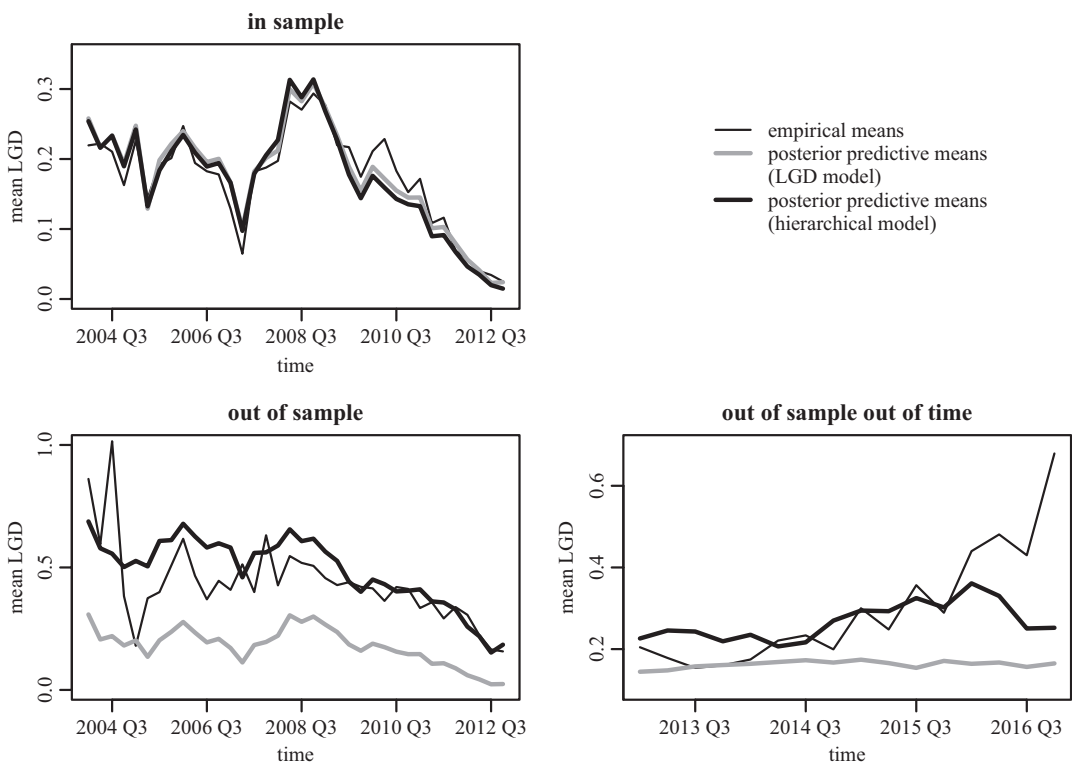 in sample
mean LGD
0.3
0.2
0.1
0.0
2004 Q3
2006 Q3
2008 Q3
2010 Q3
2012 Q3
time
empirical means
posterior predictive means
(LGD model)
posterior predictive means
(hierarchical model)
out of sample
mean LGD
1.0
0.5
0.0
2004 Q3
2006 Q3
2008 Q3
2010 Q3
2012 Q3
time
out of sample out of time
mean LGD
0.6
0.4
0.2
2013 Q3
2014 Q3
2015 Q3
2016 Q3
time